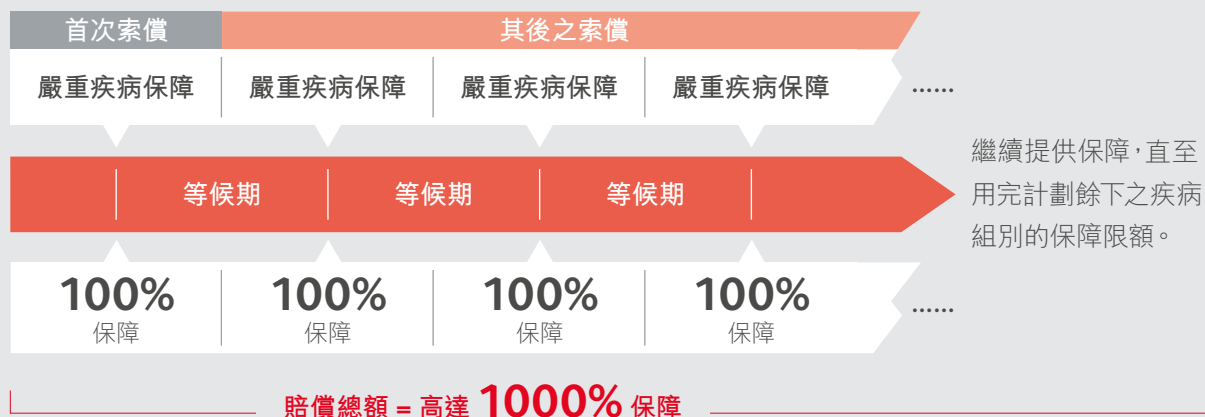 首次索償 其後之索償
嚴重疾病保障 嚴重疾病保障 嚴重疾病保障 嚴重疾病保障 ……
等候期 等候期 等候期
繼續提供保障，直至
用完計劃餘下之疾病
組別的保障限額。
100% 100% 100% 100%
保障 保障 保障 保障 ……
賠償總額 = 高達 1000% 保障